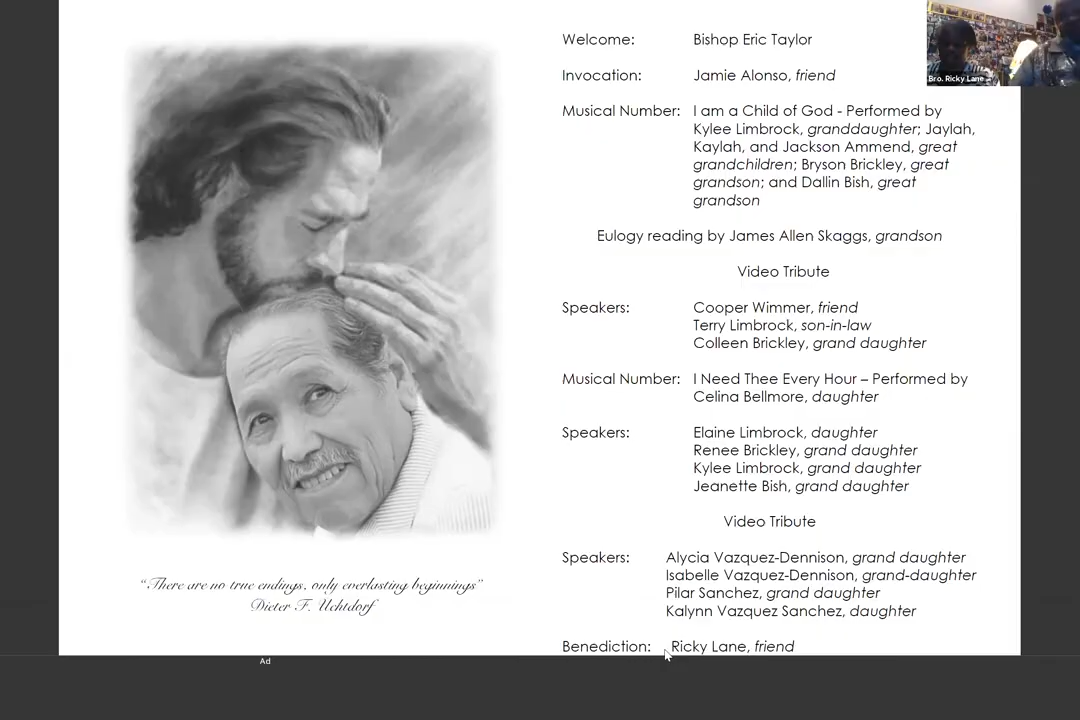 Welcome: Bishop Eric Taylor
Invocation: Jamie Alonso, friend
Musical Number: I am a Child of God - Performed by
Kylee Limbrock, granddaughter; Jaylah,
Kaylah, and Jackson Ammend, great
grandchildren; Bryson Brickley, great
grandson; and Dallin Bish, great
grandson
Eulogy reading by James Allen Skaggs, grandson
Video Tribute
Speakers: Cooper Wimmer, friend
Terry Limbrock, son-in-law
Colleen Brickley, grand daughter
Musical Number: I Need Thee Every Hour – Performed by
Celina Bellmore, daughter
Speakers: Elaine Limbrock, daughter
Renee Brickley, grand daughter
Kylee Limbrock, grand daughter
Jeanette Bish, grand daughter
Video Tribute
Speakers: Alycia Vazquez-Dennison, grand daughter
Isabelle Vazquez-Dennison, grand-daughter
Pilar Sanchez, grand daughter
Kalynn Vazquez Sanchez, daughter
Benediction: Ricky Lane, friend
"There are no true endings, only everlasting beginnings"
Dieter F. Uchtdorf
Bro. Ricky Lane
Ad